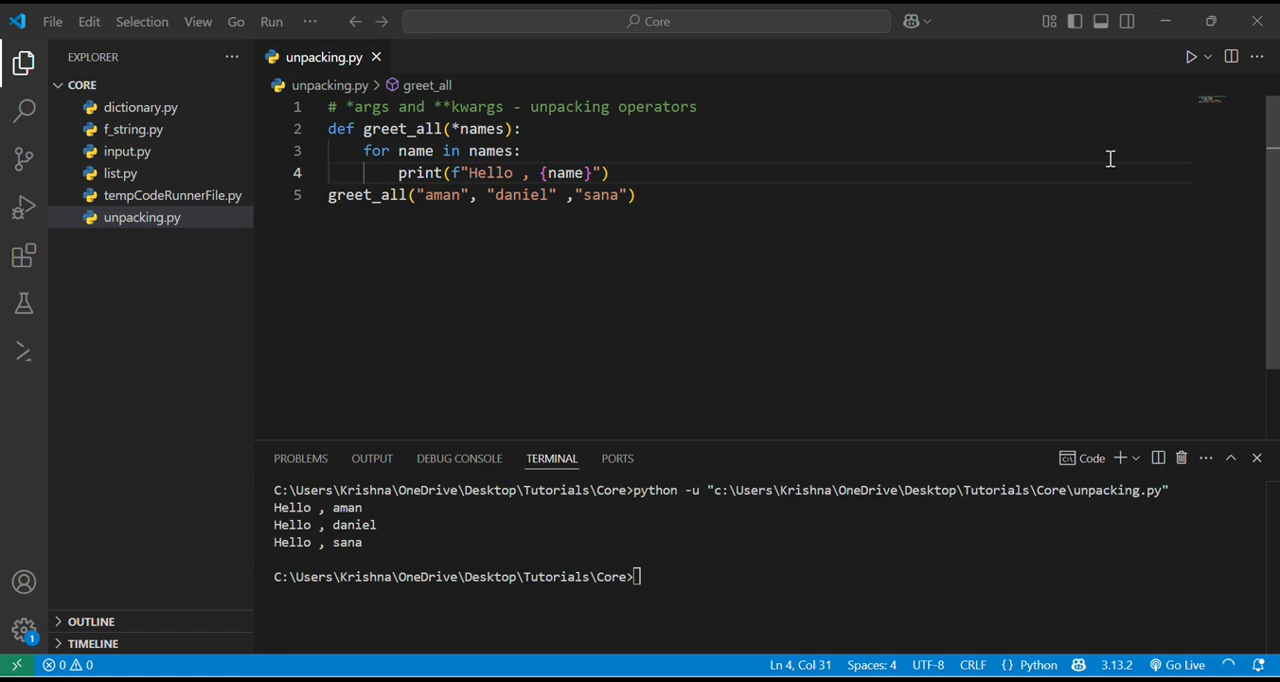 File Edit Selection View Go Run ··· Core
EXPLORER ···
CORE
dictionary.py
f_string.py
input.py
list.py
tempCodeRunnerFile.py
unpacking.py
OUTLINE
TIMELINE
unpacking.py
unpacking.py > greet_all
1 # *args and **kwargs - unpacking operators
2 def greet_all(*names):
3     for name in names:
4         print(f"Hello , {name}")
5 greet_all("aman", "daniel" ,"sana")
PROBLEMS OUTPUT DEBUG CONSOLE TERMINAL PORTS Code
C:\Users\Krishna\OneDrive\Desktop\Tutorials\Core>python -u "c:\Users\Krishna\OneDrive\Desktop\Tutorials\Core\unpacking.py"
Hello , aman
Hello , daniel
Hello , sana
C:\Users\Krishna\OneDrive\Desktop\Tutorials\Core>
1
0 0 Ln 4, Col 31 Spaces: 4 UTF-8 CRLF {} Python 3.13.2 Go Live